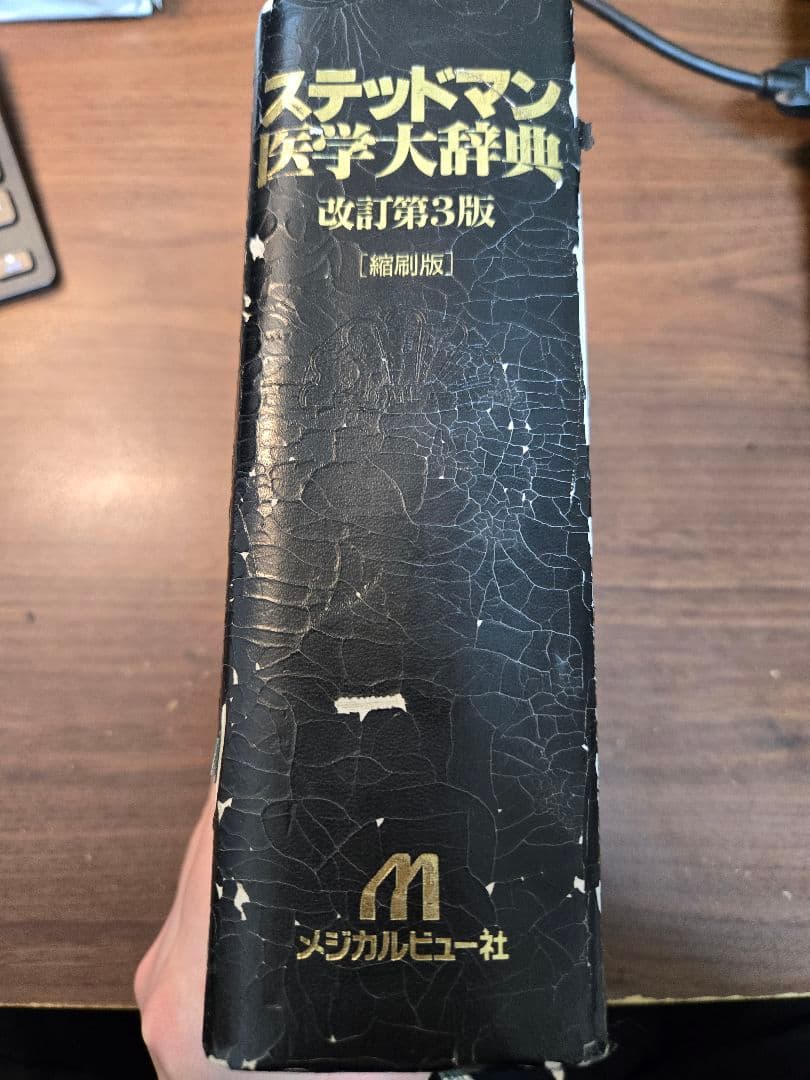 ステッドマン
医学大辞典
改訂第3版
[縮刷版]
メジカルビュー社